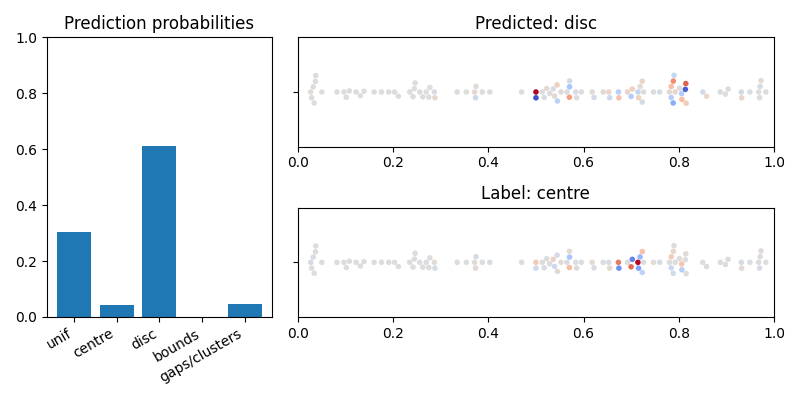 Prediction probabilities
1.0
0.8
0.6
0.4
0.2
0.0
unif
centre
disc
bounds
gaps/clusters
Predicted: disc
0.0 0.2 0.4 0.6 0.8 1.0
Label: centre
0.0 0.2 0.4 0.6 0.8 1.0